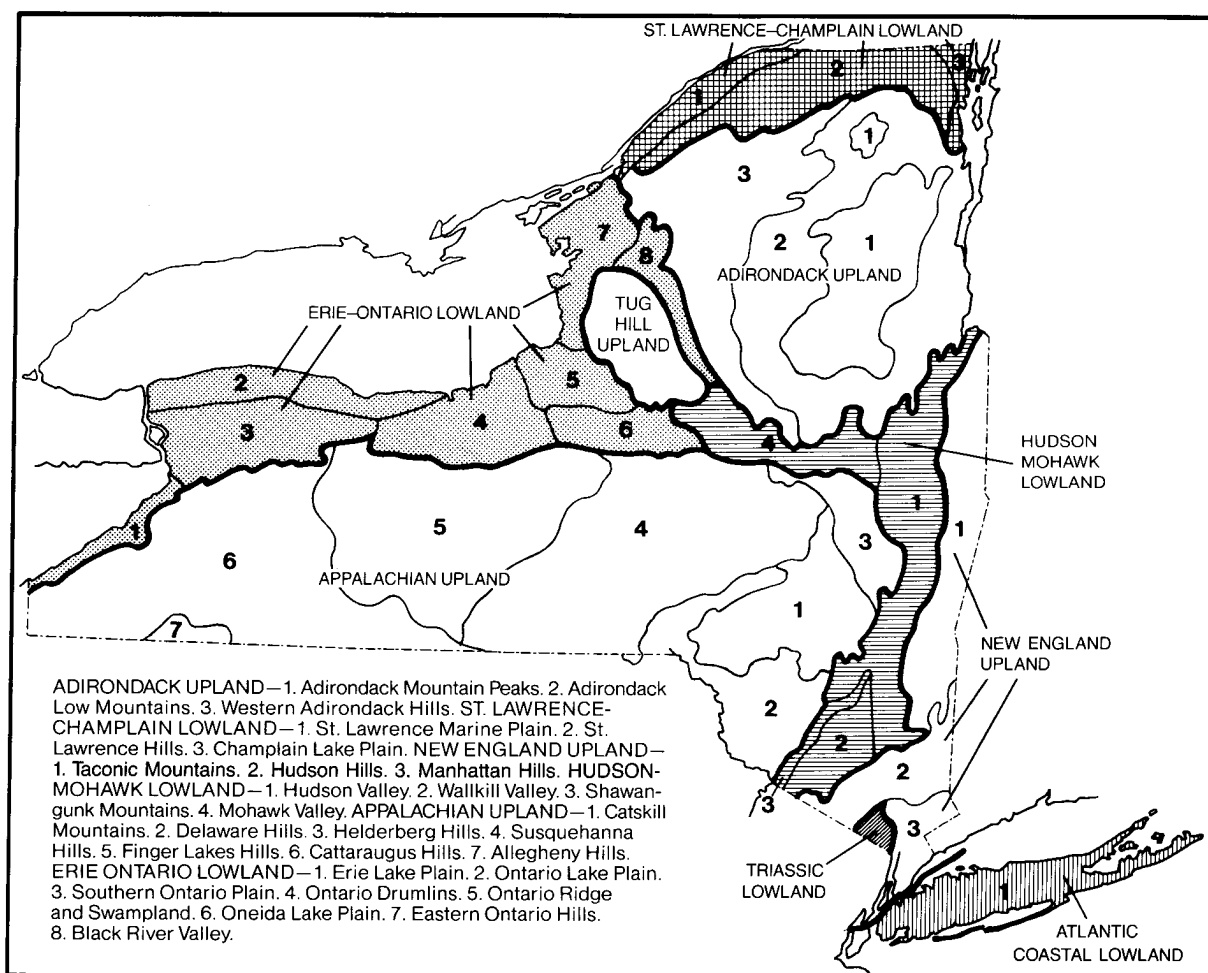 ST. LAWRENCE–CHAMPLAIN LOWLAND
3
2
1
1
3
7
2
1
8
ADIRONDACK UPLAND
ERIE–ONTARIO LOWLAND
TUG
HILL
UPLAND
2
5
3
4
6
4
HUDSON
MOHAWK
LOWLAND
1
1
5
4
3
1
6
APPALACHIAN UPLAND
1
7
NEW ENGLAND
UPLAND
2
2
2
3
3
TRIASSIC
LOWLAND
1
ATLANTIC
COASTAL LOWLAND
ADIRONDACK UPLAND—1. Adirondack Mountain Peaks. 2. Adirondack
Low Mountains. 3. Western Adirondack Hills. ST. LAWRENCE-
CHAMPLAIN LOWLAND—1. St. Lawrence Marine Plain. 2. St.
Lawrence Hills. 3. Champlain Lake Plain. NEW ENGLAND UPLAND—
1. Taconic Mountains. 2. Hudson Hills. 3. Manhattan Hills. HUDSON-
MOHAWK LOWLAND—1. Hudson Valley. 2. Wallkill Valley. 3. Shawan-
gunk Mountains. 4. Mohawk Valley. APPALACHIAN UPLAND—1. Catskill
Mountains. 2. Delaware Hills. 3. Helderberg Hills. 4. Susquehanna
Hills. 5. Finger Lakes Hills. 6. Cattaraugus Hills. 7. Allegheny Hills.
ERIE ONTARIO LOWLAND—1. Erie Lake Plain. 2. Ontario Lake Plain.
3. Southern Ontario Plain. 4. Ontario Drumlins. 5. Ontario Ridge
and Swampland. 6. Oneida Lake Plain. 7. Eastern Ontario Hills.
8. Black River Valley.